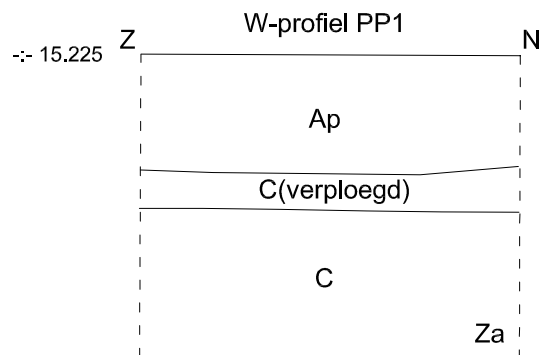 W-profiel PP1
Z
N
-:- 15.225
Ap
C(verploegd)
C
Za